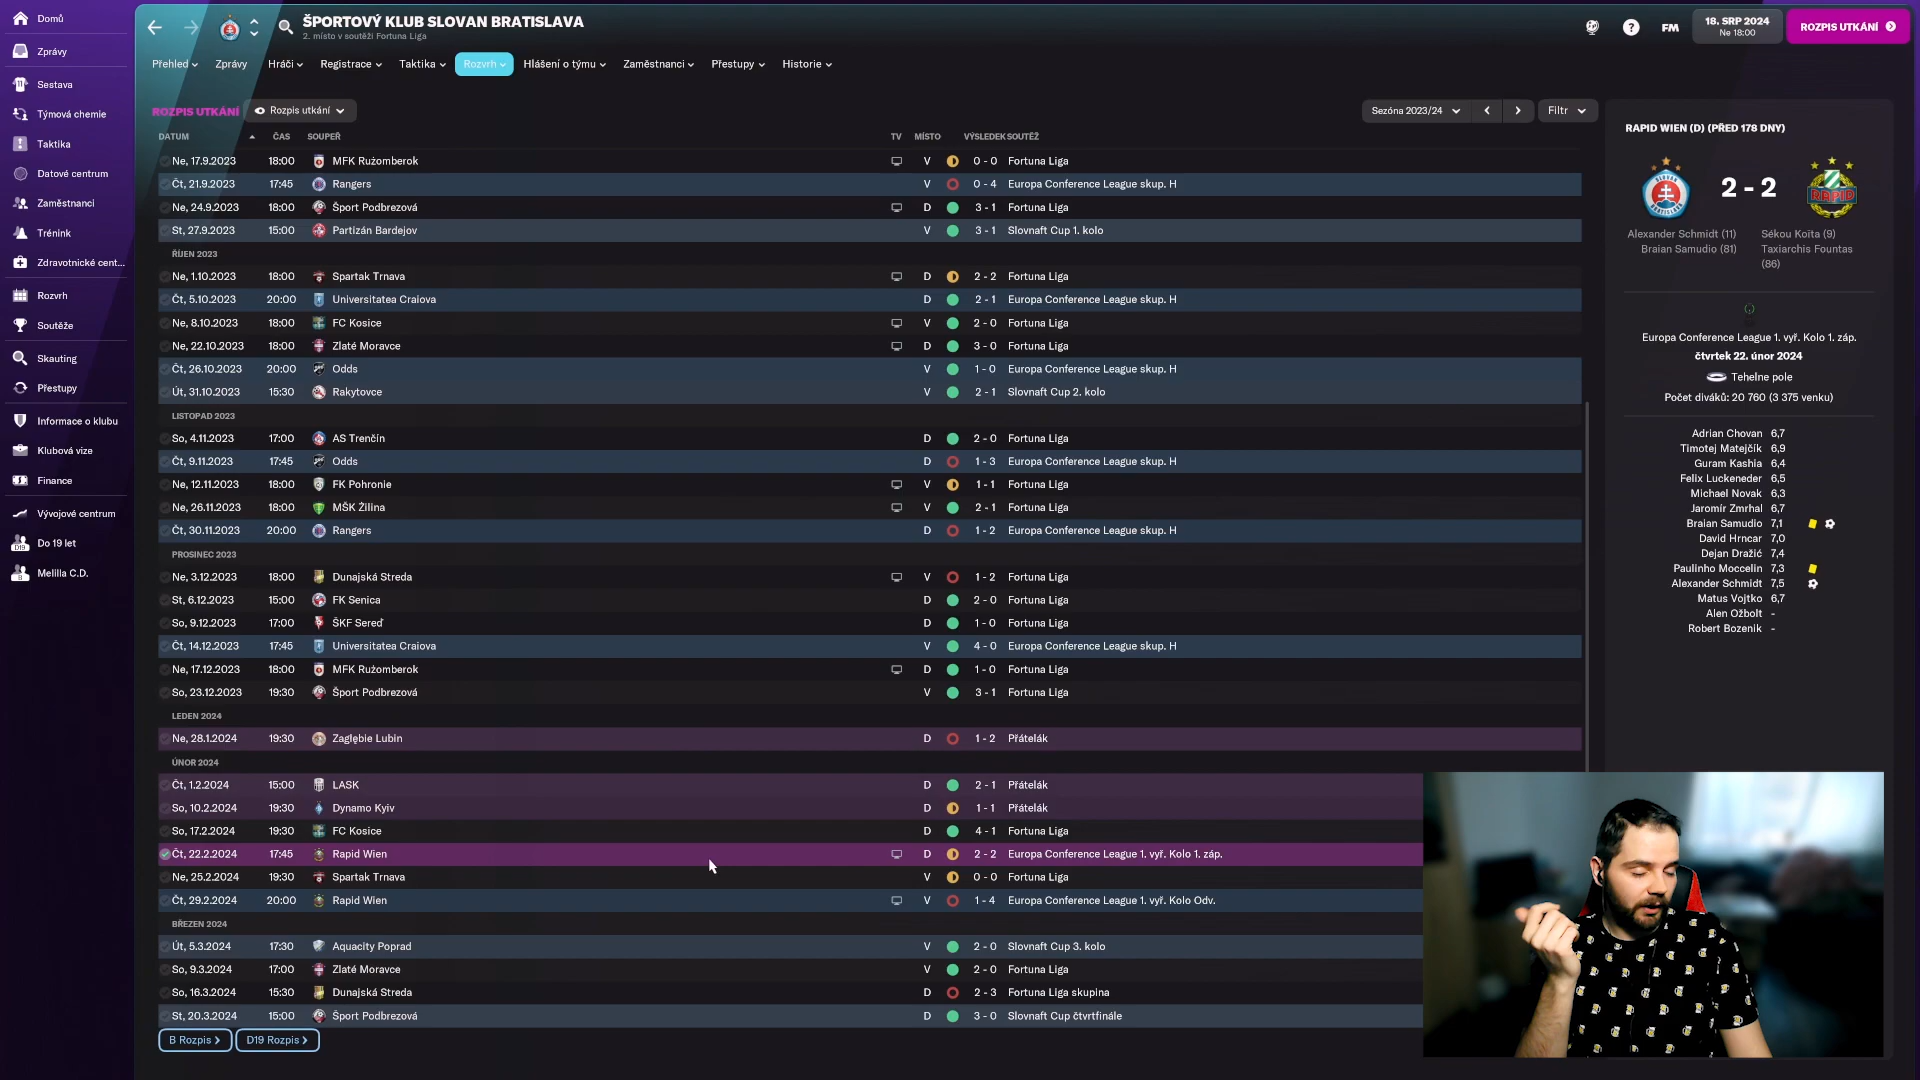 Domů
Zprávy
Sestava
Týmová chemie
Taktika
Datové centrum
Zaměstnanci
Trénink
Zdravotnické cent...
Rozvrh
Soutěže
Skauting
Přestupy
Informace o klubu
Klubová vize
Finance
Vývojové centrum
Do 19 let
Melilla C.D.
ŠPORTOVÝ KLUB SLOVAN BRATISLAVA
2. místo v soutěži Fortuna Liga
FM
18. SRP 2024
Ne 18:00
ROZPIS UTKÁNÍ
Přehled Zprávy Hráči Registrace Taktika Rozvrh Hlášení o týmu Zaměstnanci Přestupy Historie
ROZPIS UTKÁNÍ Rozpis utkání Sezóna 2023/24 Filtr
DATUM ČAS SOUPEŘ TV MÍSTO VÝSLEDEK SOUTĚŽ
Ne, 17.9.2023 18:00 MFK Ružomberok V 0 - 0 Fortuna Liga
Čt, 21.9.2023 17:45 Rangers V 0 - 4 Europa Conference League skup. H
Ne, 24.9.2023 18:00 Šport Podbrezová D 3 - 1 Fortuna Liga
St, 27.9.2023 15:00 Partizán Bardejov V 3 - 1 Slovnaft Cup 1. kolo
ŘÍJEN 2023
Ne, 1.10.2023 18:00 Spartak Trnava D 2 - 2 Fortuna Liga
Čt, 5.10.2023 20:00 Universitatea Craiova D 2 - 1 Europa Conference League skup. H
Ne, 8.10.2023 18:00 FC Kosice V 2 - 0 Fortuna Liga
Ne, 22.10.2023 18:00 Zlaté Moravce D 3 - 0 Fortuna Liga
Čt, 26.10.2023 20:00 Odds V 1 - 0 Europa Conference League skup. H
Út, 31.10.2023 15:30 Rakytovce V 2 - 1 Slovnaft Cup 2. kolo
LISTOPAD 2023
So, 4.11.2023 17:00 AS Trenčín D 2 - 0 Fortuna Liga
Čt, 9.11.2023 17:45 Odds D 1 - 3 Europa Conference League skup. H
Ne, 12.11.2023 18:00 FK Pohronie V 1 - 1 Fortuna Liga
Ne, 26.11.2023 18:00 MŠK Žilina V 2 - 1 Fortuna Liga
Čt, 30.11.2023 20:00 Rangers D 1 - 2 Europa Conference League skup. H
PROSINEC 2023
Ne, 3.12.2023 18:00 Dunajská Streda V 1 - 2 Fortuna Liga
St, 6.12.2023 15:00 FK Senica D 2 - 0 Fortuna Liga
So, 9.12.2023 17:00 ŠKF Sereď D 1 - 0 Fortuna Liga
Čt, 14.12.2023 17:45 Universitatea Craiova V 4 - 0 Europa Conference League skup. H
Ne, 17.12.2023 18:00 MFK Ružomberok D 1 - 0 Fortuna Liga
So, 23.12.2023 19:30 Šport Podbrezová V 3 - 1 Fortuna Liga
LEDEN 2024
Ne, 28.1.2024 19:30 Zagłębie Lubin D 1 - 2 Přátelák
ÚNOR 2024
Čt, 1.2.2024 15:00 LASK D 2 - 1 Přátelák
So, 10.2.2024 19:30 Dynamo Kyiv D 1 - 1 Přátelák
So, 17.2.2024 19:30 FC Kosice D 4 - 1 Fortuna Liga
Čt, 22.2.2024 17:45 Rapid Wien D 2 - 2 Europa Conference League 1. vyř. Kolo 1. záp.
Ne, 25.2.2024 19:30 Spartak Trnava V 0 - 0 Fortuna Liga
Čt, 29.2.2024 20:00 Rapid Wien V 1 - 4 Europa Conference League 1. vyř. Kolo Odv.
BŘEZEN 2024
Út, 5.3.2024 17:30 Aquacity Poprad V 2 - 0 Slovnaft Cup 3. kolo
So, 9.3.2024 17:00 Zlaté Moravce V 2 - 0 Fortuna Liga
So, 16.3.2024 15:30 Dunajská Streda D 2 - 3 Fortuna Liga skupina
St, 20.3.2024 15:00 Šport Podbrezová D 3 - 0 Slovnaft Cup čtvrtfinále
B Rozpis D19 Rozpis
RAPID WIEN (D) (PŘED 178 DNY)
2 - 2
RAPID
Alexander Schmidt (11) Sékou Koïta (9)
Braian Samudio (81) Taxiarchis Fountas
(86)
Europa Conference League 1. vyř. Kolo 1. záp.
čtvrtek 22. únor 2024
Tehelne pole
Počet diváků: 20 760 (3 375 venku)
Adrian Chovan 6,7
Timotej Matejčík 6,9
Guram Kashia 6,4
Felix Luckeneder 6,5
Michael Novak 6,3
Jaromír Zmrhal 6,7
Braian Samudio 7,1
David Hrncar 7,0
Dejan Dražić 7,4
Paulinho Moccelin 7,3
Alexander Schmidt 7,5
Matus Vojtko 6,7
Alen Ožbolt -
Robert Bozenik -